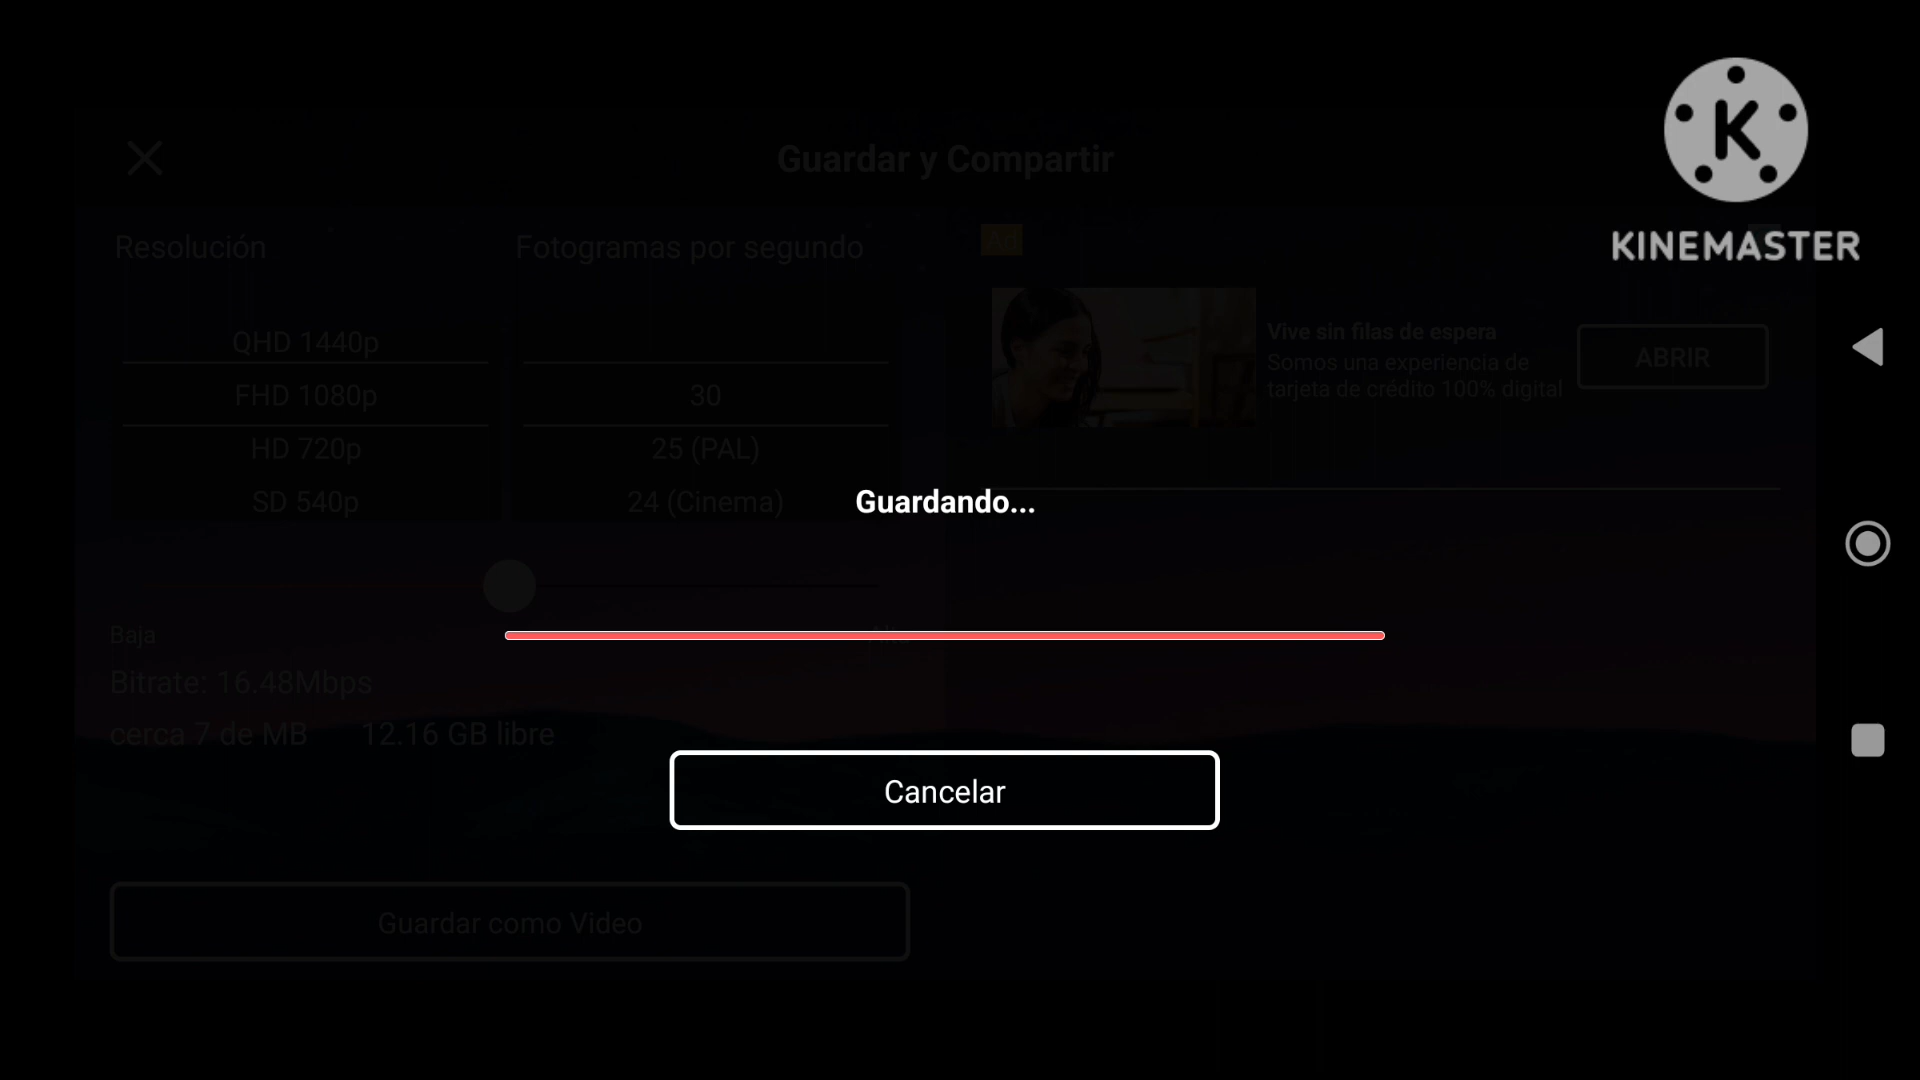 Guardar y Compartir
KINEMASTER
Resolución
Fotogramas por segundo
Ad
QHD 1440p
FHD 1080p
HD 720p
SD 540p
30
25 (PAL)
24 (Cinema)
Vive sin filas de espera
Somos una experiencia de
tarjeta de crédito 100% digital
ABRIR
Guardando...
Baja
Alta
Bitrate: 16.48Mbps
cerca 7 de MB 12.16 GB libre
Cancelar
Guardar como Video